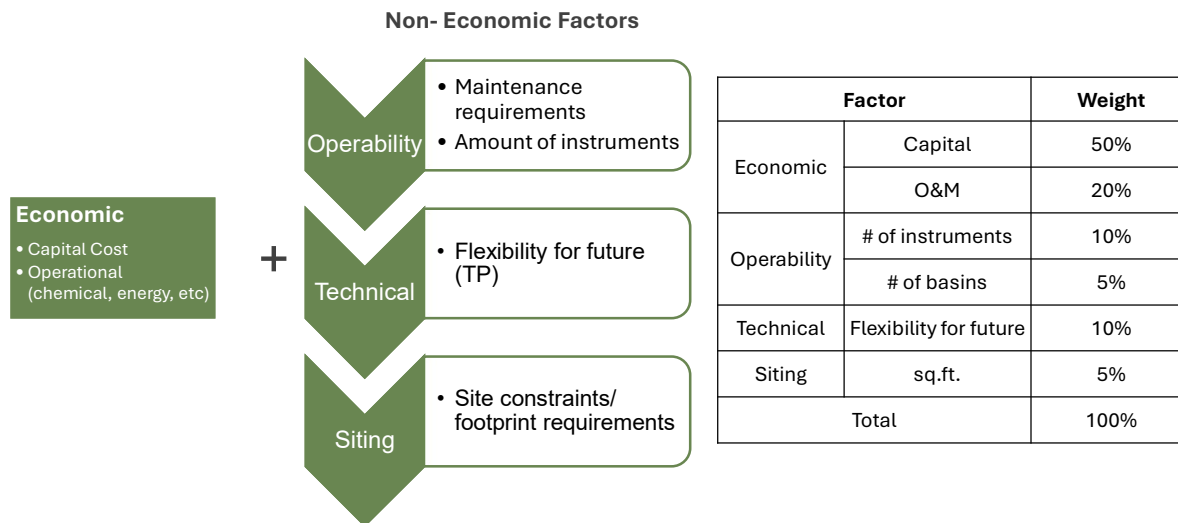 Non- Economic Factors
Economic
• Capital Cost
• Operational
(chemical, energy, etc)
+
Operability
• Maintenance
requirements
• Amount of instruments
Technical
• Flexibility for future
(TP)
Siting
• Site constraints/
footprint requirements
Factor Weight
Economic Capital 50%
O&M 20%
Operability # of instruments 10%
# of basins 5%
Technical Flexibility for future 10%
Siting sq.ft. 5%
Total 100%